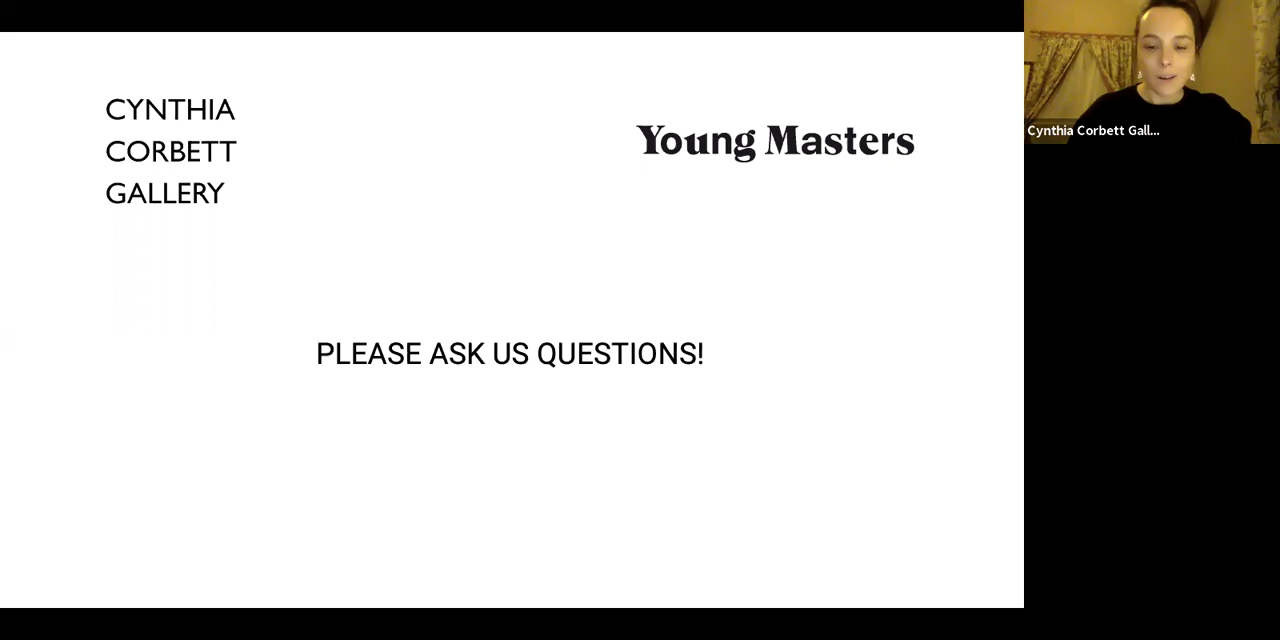 CYNTHIA
CORBETT
GALLERY
Young Masters
PLEASE ASK US QUESTIONS!
Cynthia Corbett Gall...